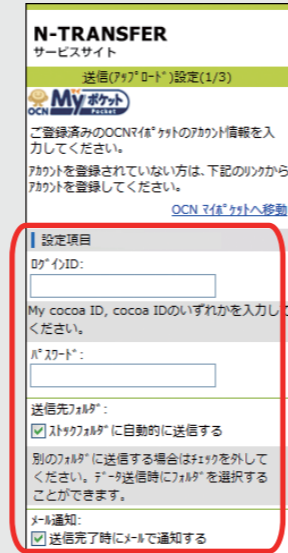 N-TRANSFER
サービスサイト
送信(ｱｯﾌﾟﾛｰﾄﾞ)設定(1/3)
OCN Myポケット Pocket
ご登録済みのOCNﾏｲﾎﾟｹｯﾄのｱｶｳﾝﾄ情報を入
力してください。
ｱｶｳﾝﾄを登録されていない方は、下記のﾘﾝｸから
ｱｶｳﾝﾄを登録してください。
OCN ﾏｲﾎﾟｹｯﾄへ移動
設定項目
ﾛｸﾞｲﾝID:
My cocoa ID, cocoa IDのいずれかを入力して
ください。
ﾊﾟｽﾜｰﾄﾞ:
送信先ﾌｫﾙﾀﾞ:
ｽﾄｯｸﾌｫﾙﾀﾞに自動的に送信する
別のﾌｫﾙﾀﾞに送信する場合はﾁｪｯｸを外して
ください。ﾃﾞｰﾀ送信時にﾌｫﾙﾀﾞを選択する
ことができます。
ﾒｰﾙ通知:
送信完了時にﾒｰﾙで通知する